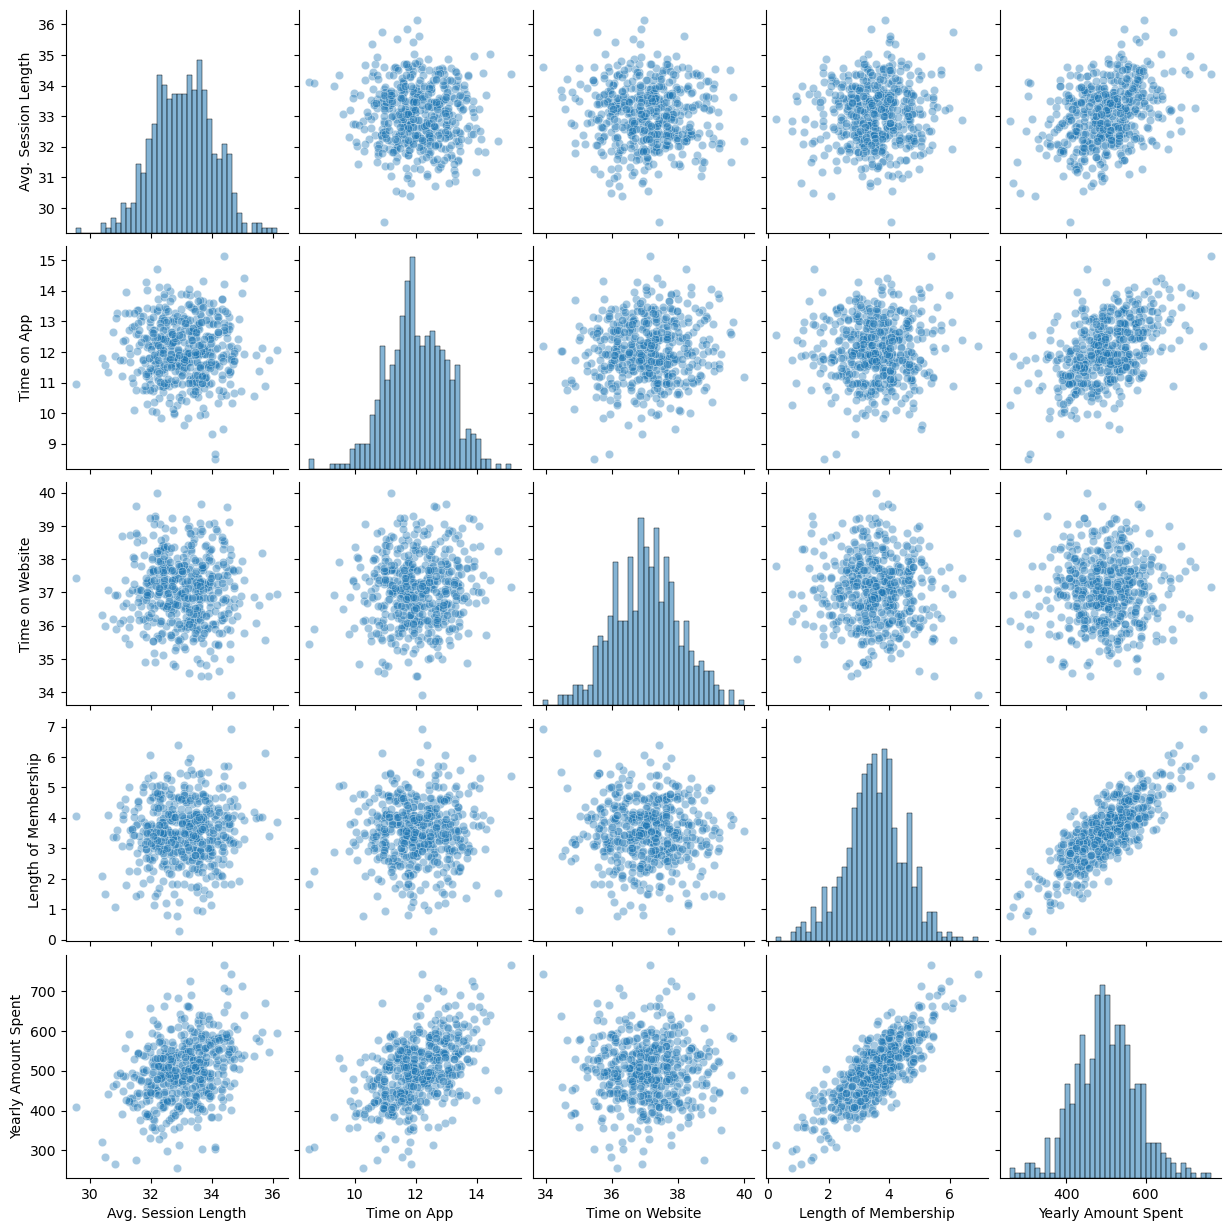 36
35
34
33
32
31
30
Avg. Session Length
15
14
13
12
11
10
9
Time on App
40
39
38
37
36
35
34
Time on Website
7
6
5
4
3
2
1
0
Length of Membership
700
600
500
400
300
Yearly Amount Spent
30 32 34 36
10 12 14
34 36 38 40
0 2 4 6
400 600
Avg. Session Length
Time on App
Time on Website
Length of Membership
Yearly Amount Spent